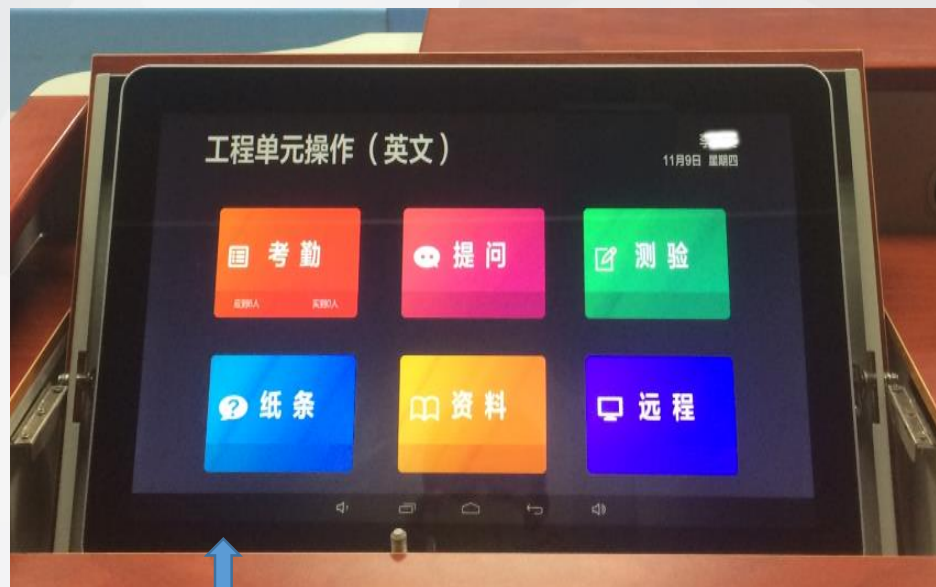 工程单元操作（英文）
11月9日 星期四
考勤
提问
测验
纸条
资料
远程